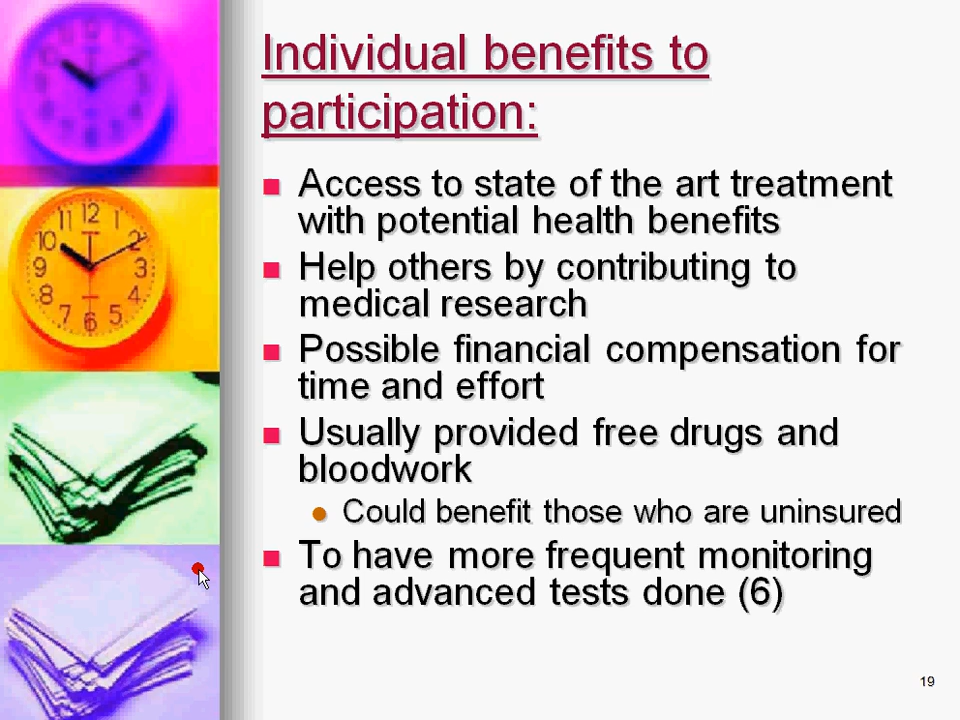 Individual benefits to
participation:
Access to state of the art treatment
with potential health benefits
Help others by contributing to
medical research
Possible financial compensation for
time and effort
Usually provided free drugs and
bloodwork
Could benefit those who are uninsured
To have more frequent monitoring
and advanced tests done (6)
19